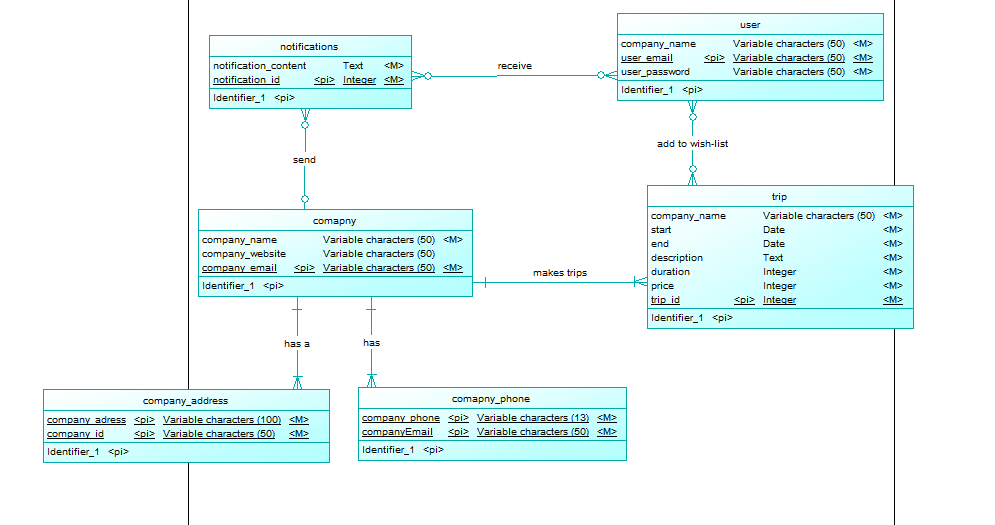 notifications
notification_content Text <M>
notification_id <pi> Integer <M>
Identifier_1 <pi>
receive
user
company_name Variable characters (50) <M>
user_email <pi> Variable characters (50) <M>
user_password Variable characters (50) <M>
Identifier_1 <pi>
send
add to wish-list
comapny
company_name Variable characters (50) <M>
company_website Variable characters (50)
company_email <pi> Variable characters (50) <M>
Identifier_1 <pi>
makes trips
trip
company_name Variable characters (50) <M>
start Date <M>
end Date <M>
description Text <M>
duration Integer <M>
price Integer <M>
trip_id <pi> Integer <M>
Identifier_1 <pi>
has a
has
company_address
company_adress <pi> Variable characters (100) <M>
company_id <pi> Variable characters (50) <M>
Identifier_1 <pi>
comapny_phone
company_phone <pi> Variable characters (13) <M>
companyEmail <pi> Variable characters (50) <M>
Identifier_1 <pi>